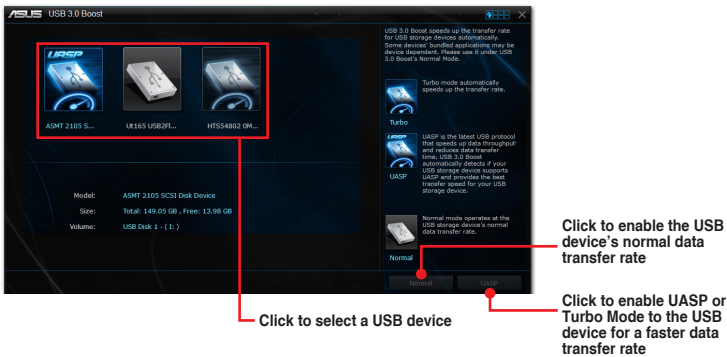 ASUS USB 3.0 Boost
USB 3.0 Boost speeds up the transfer rate
for USB storage devices automatically.
Some devices' bundled applications may be
device dependent. Please use it under USB
3.0 Boost's Normal Mode.
UASP
ASMT 2105 S...
Ut165 USB2Fl...
HTS54802 0M...
Turbo mode automatically
speeds up the transfer rate.
Turbo
UASP
UASP is the latest USB protocol
that speeds up data throughput
and reduces data transfer
time. USB 3.0 Boost
automatically detects if your
USB storage device supports
UASP and provides the best
transfer speed for your USB
storage device.
UASP
Model: ASMT 2105 SCSI Disk Device
Size: Total: 149.05 GB , Free: 13.98 GB
Volume: USB Disk 1 - ( I: )
Normal mode operates at the
USB storage device's normal
data transfer rate.
Normal
Normal
UASP
Click to enable the USB
device's normal data
transfer rate
Click to select a USB device
Click to enable UASP or
Turbo Mode to the USB
device for a faster data
transfer rate